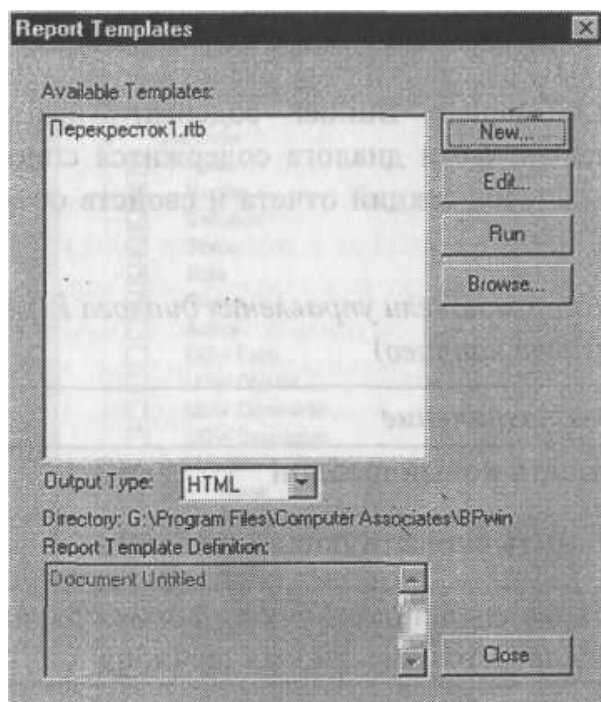 Report Templates
Available Templates:
Перекресток1.rtb
New...
Edit...
Run
Browse...
Output Type: HTML
Directory: G:\Program Files\Computer Associates\BPwin
Report Template Definition:
Document Untitled
Close